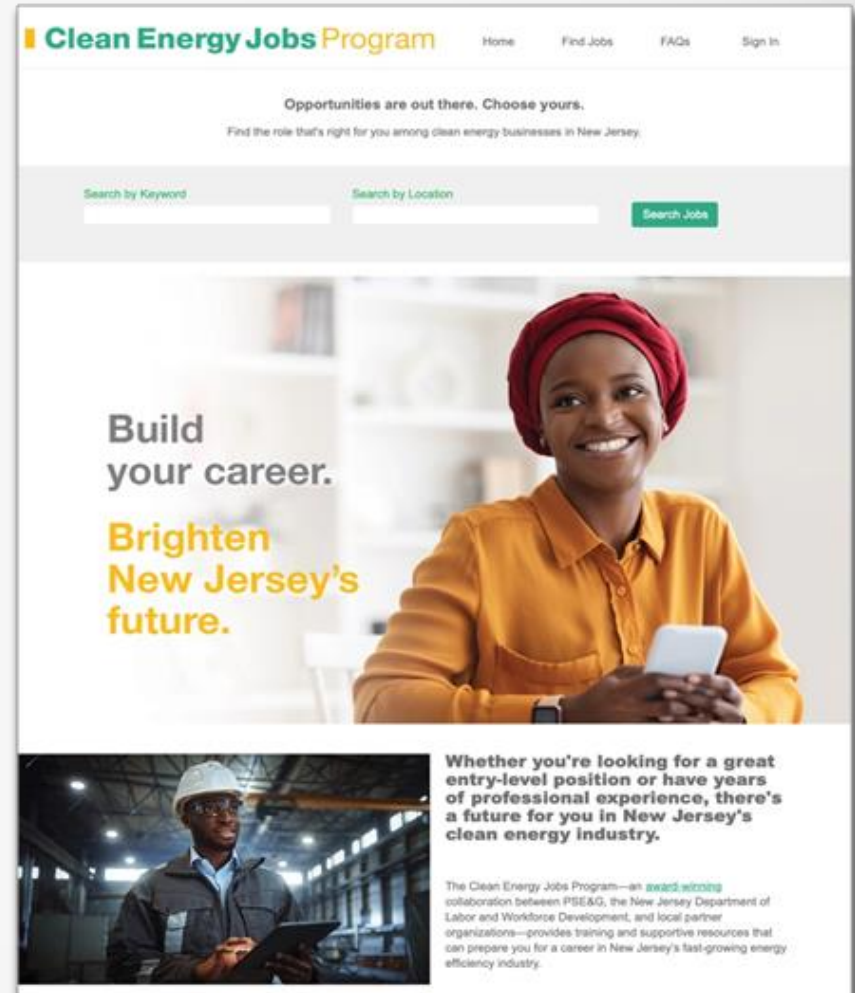 Clean Energy Jobs Program
Home Find Jobs FAQs Sign In
Opportunities are out there. Choose yours.
Find the role that's right for you among clean energy businesses in New Jersey.
Search by Keyword Search by Location
Search Jobs
Build
your career.
Brighten
New Jersey's
future.
Whether you're looking for a great
entry-level position or have years
of professional experience, there's
a future for you in New Jersey's
clean energy industry.
The Clean Energy Jobs Program—an award-winning
collaboration between PSE&G, the New Jersey Department of
Labor and Workforce Development, and local partner
organizations—provides training and supportive resources that
can prepare you for a career in New Jersey's fast-growing energy
efficiency industry.